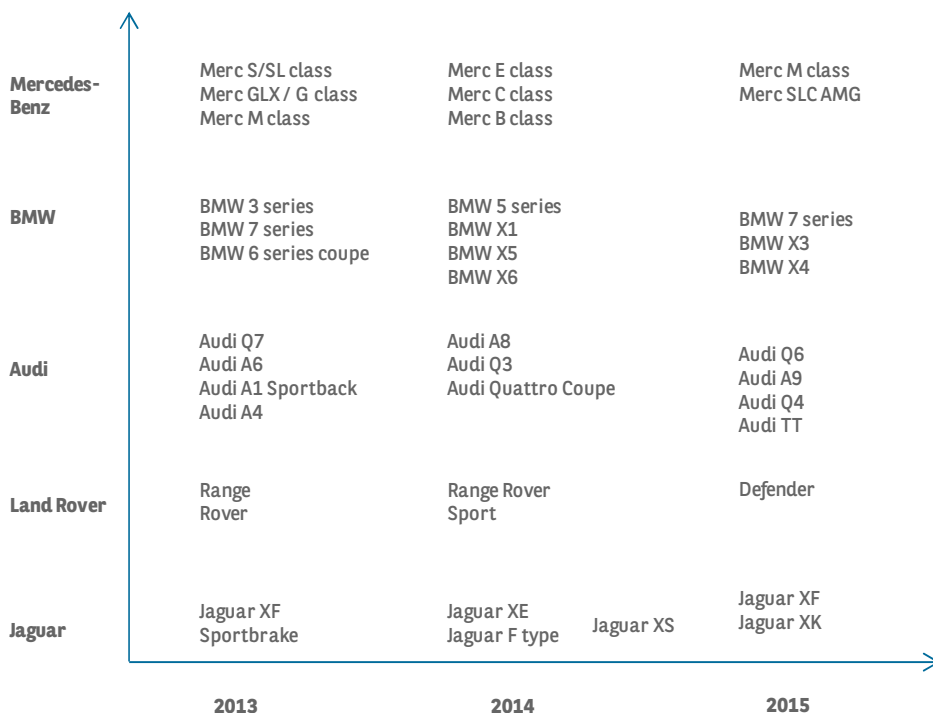 Mercedes-
Benz
Merc S/SL class
Merc GLX / G class
Merc M class
Merc E class
Merc C class
Merc B class
Merc M class
Merc SLC AMG
BMW
BMW 3 series
BMW 7 series
BMW 6 series coupe
BMW 5 series
BMW X1
BMW X5
BMW X6
BMW 7 series
BMW X3
BMW X4
Audi
Audi Q7
Audi A6
Audi A1 Sportback
Audi A4
Audi A8
Audi Q3
Audi Quattro Coupe
Audi Q6
Audi A9
Audi Q4
Audi TT
Land Rover
Range
Rover
Range Rover
Sport
Defender
Jaguar
Jaguar XF
Sportbrake
Jaguar XE
Jaguar F type
Jaguar XS
Jaguar XF
Jaguar XK
2013
2014
2015